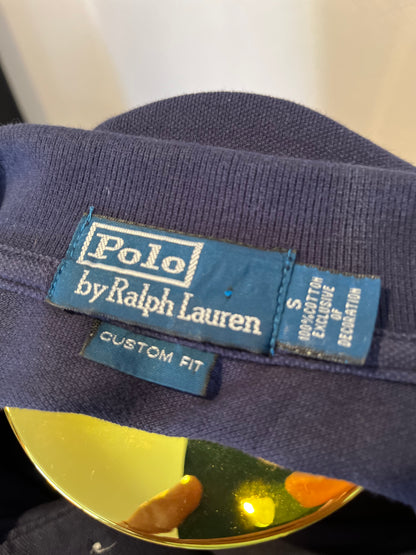 Polo
by Ralph Lauren
S
100%COTTON
EXCLUSIVE
OF
DECORATION
CUSTOM FIT